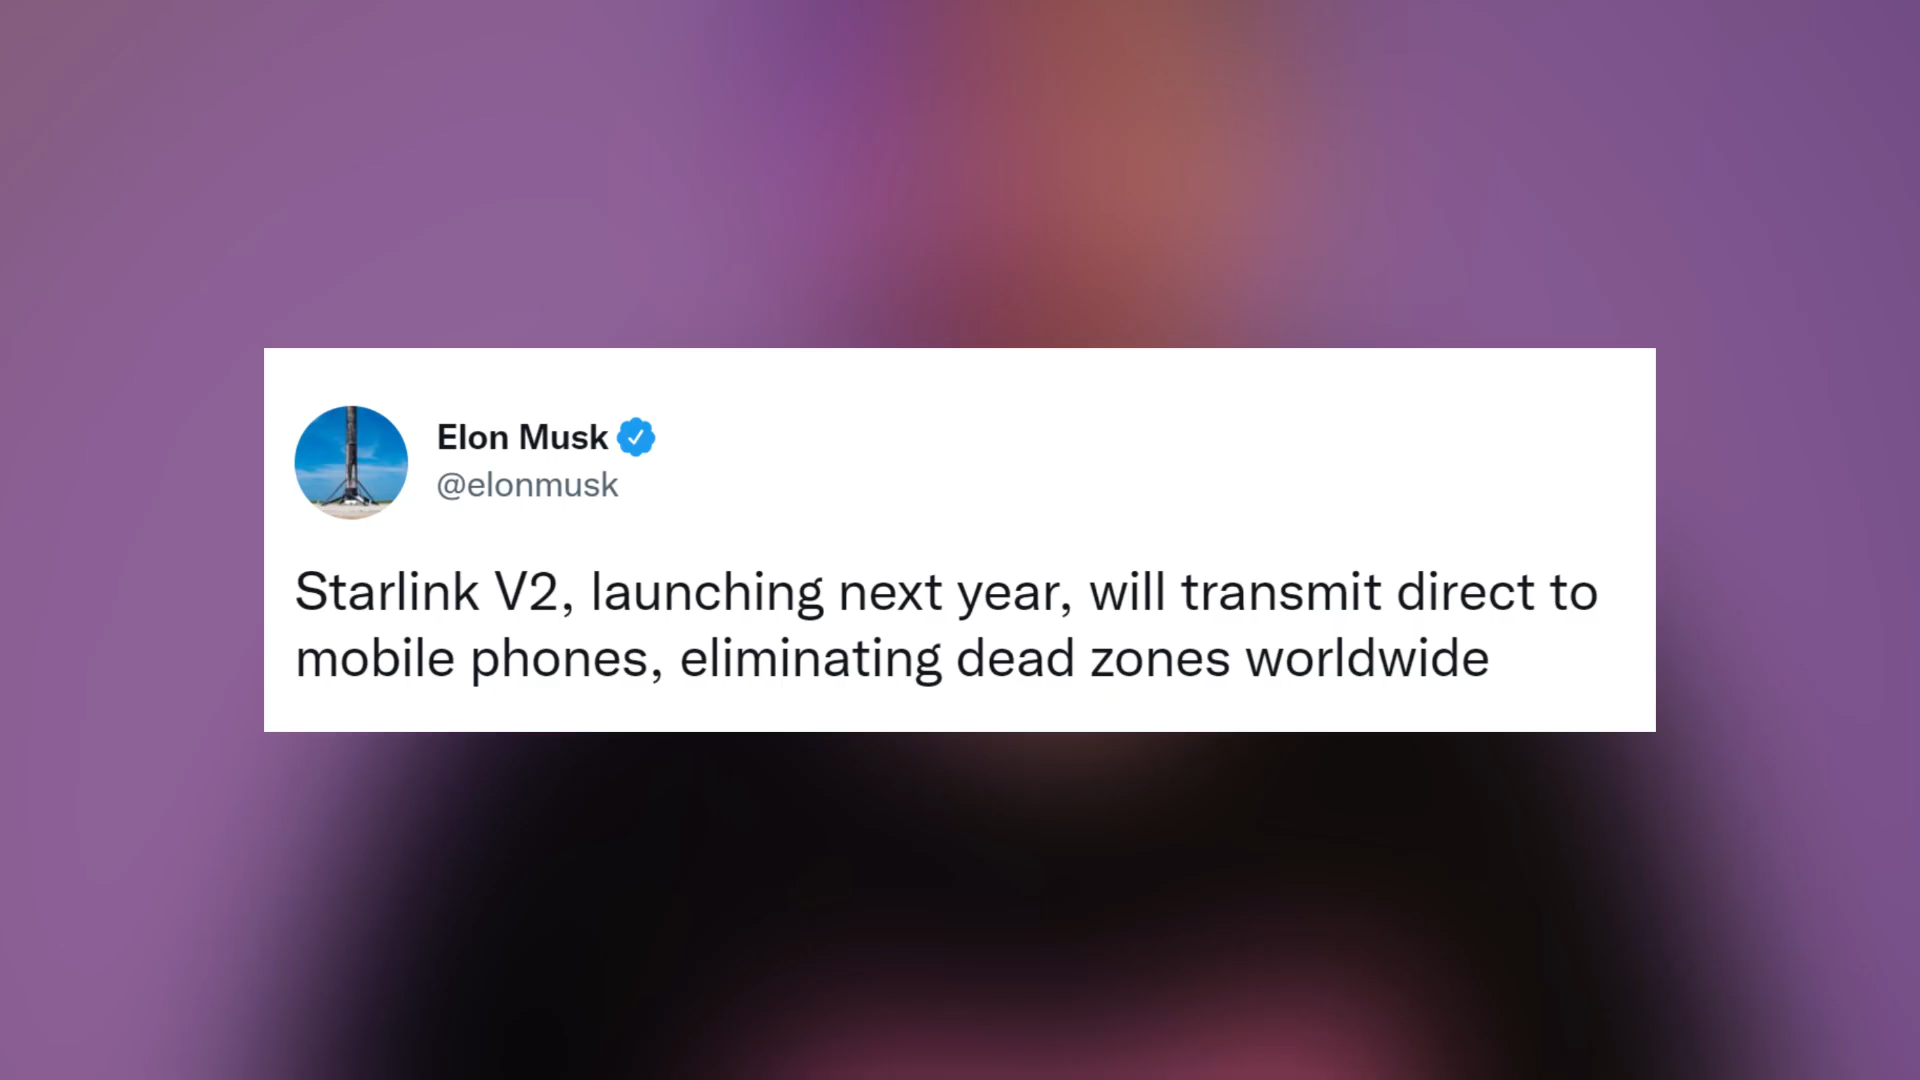 Elon Musk
@elonmusk
Starlink V2, launching next year, will transmit direct to
mobile phones, eliminating dead zones worldwide